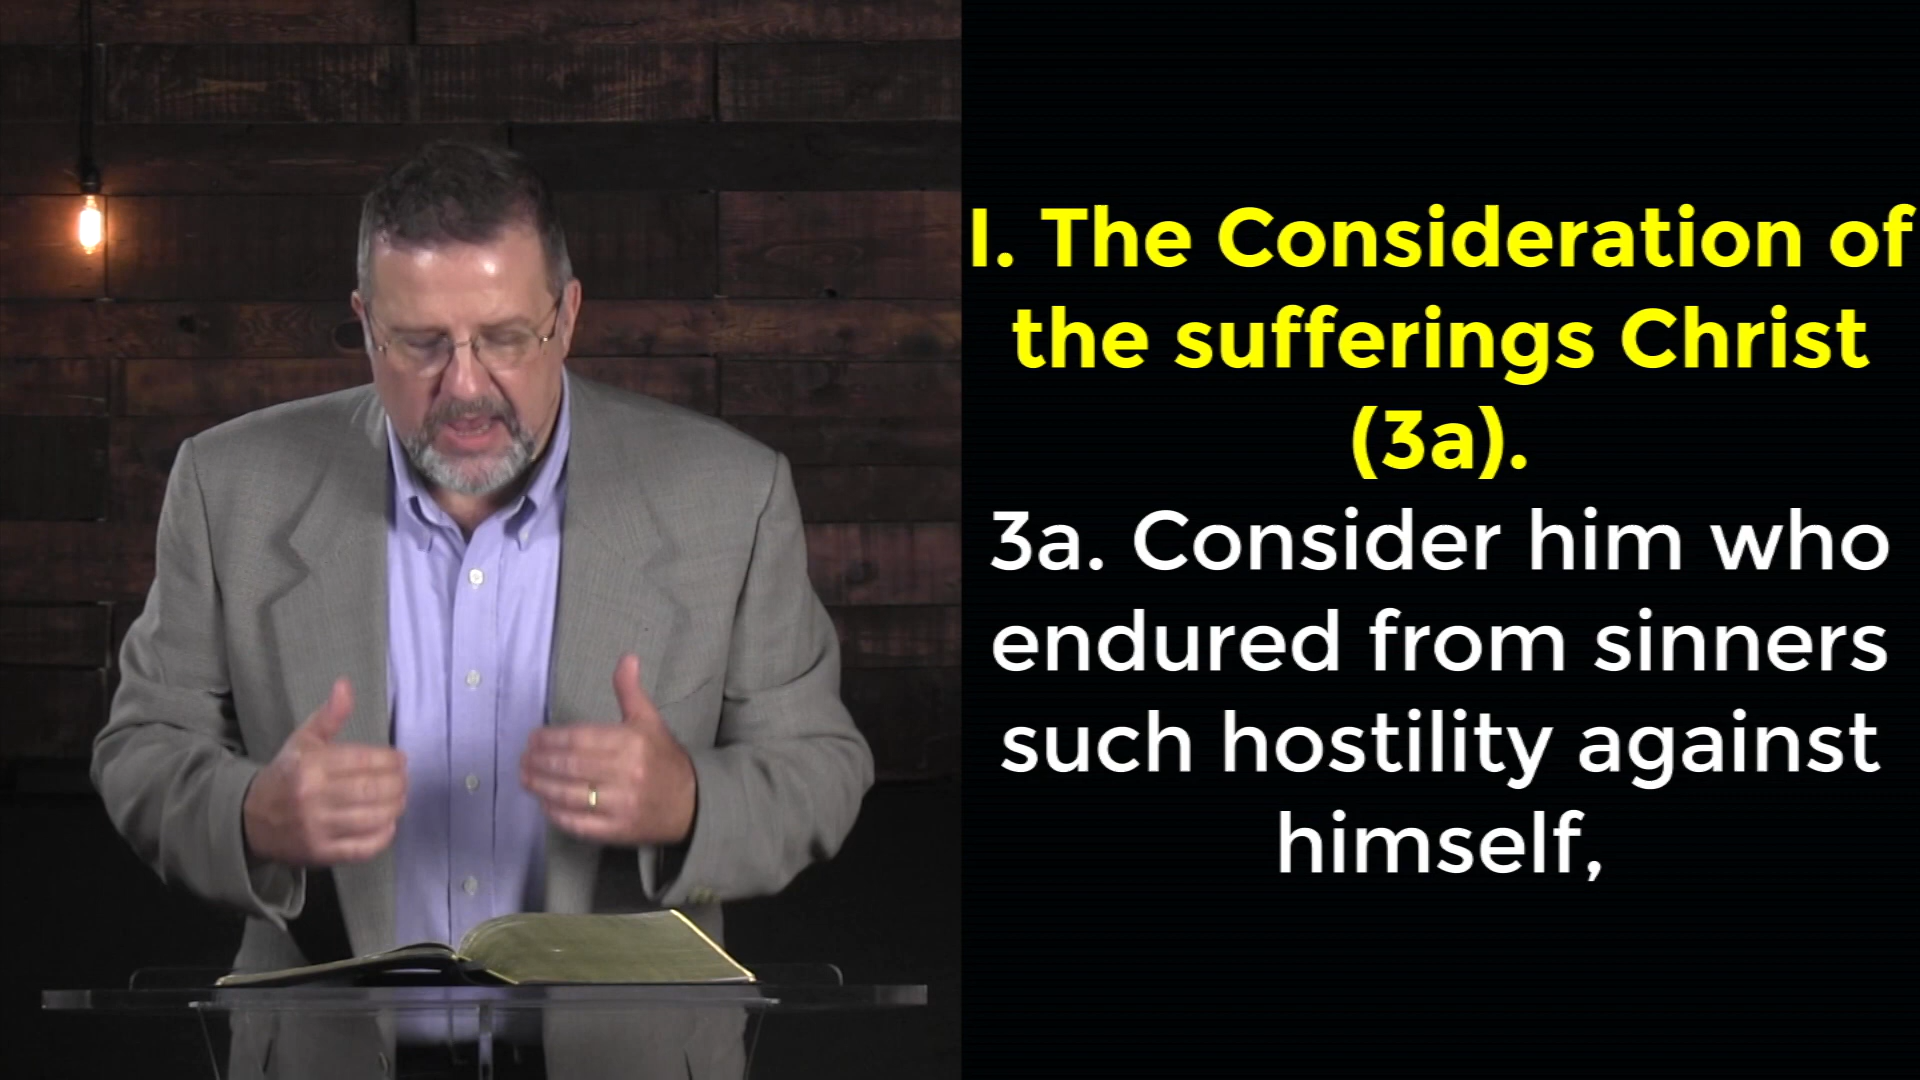 I. The Consideration of
the sufferings Christ
(3a).
3a. Consider him who
endured from sinners
such hostility against
himself,